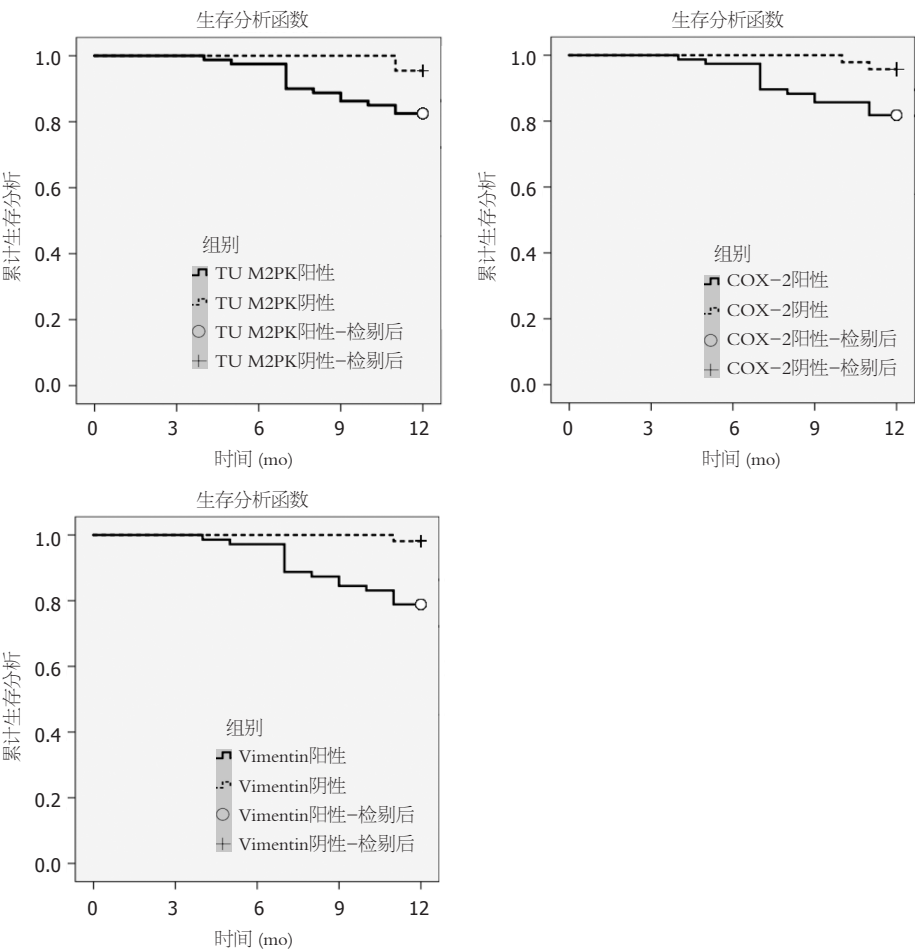 生存分析函数
1.0
0.8
0.6
0.4
0.2
0.0
累计生存分析
组别
TU M2PK阳性
TU M2PK阴性
TU M2PK阳性-检剔后
TU M2PK阴性-检剔后
0 3 6 9 12
时间 (mo)
生存分析函数
1.0
0.8
0.6
0.4
0.2
0.0
累计生存分析
组别
COX-2阳性
COX-2阴性
COX-2阳性-检剔后
COX-2阴性-检剔后
0 3 6 9 12
时间 (mo)
生存分析函数
1.0
0.8
0.6
0.4
0.2
0.0
累计生存分析
组别
Vimentin阳性
Vimentin阴性
Vimentin阳性-检剔后
Vimentin阴性-检剔后
0 3 6 9 12
时间 (mo)